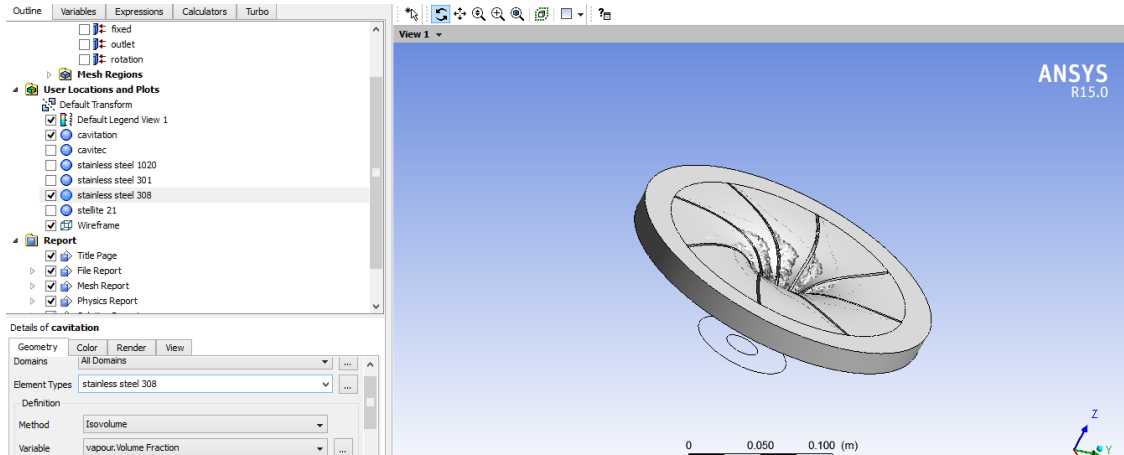 Outline Variables Expressions Calculators Turbo
fixed
outlet
rotation
Mesh Regions
User Locations and Plots
Default Transform
Default Legend View 1
cavitation
cavitec
stainless steel 1020
stainless steel 301
stainless steel 308
stellite 21
Wireframe
Report
Title Page
File Report
Mesh Report
Physics Report
Details of cavitation
Geometry Color Render View
Domains All Domains ...
Element Types stainless steel 308 ...
Definition
Method Isovolume
Variable vapour.Volume Fraction ...
View 1
ANSYS
R15.0
0 0.050 0.100 (m)
Z
Y